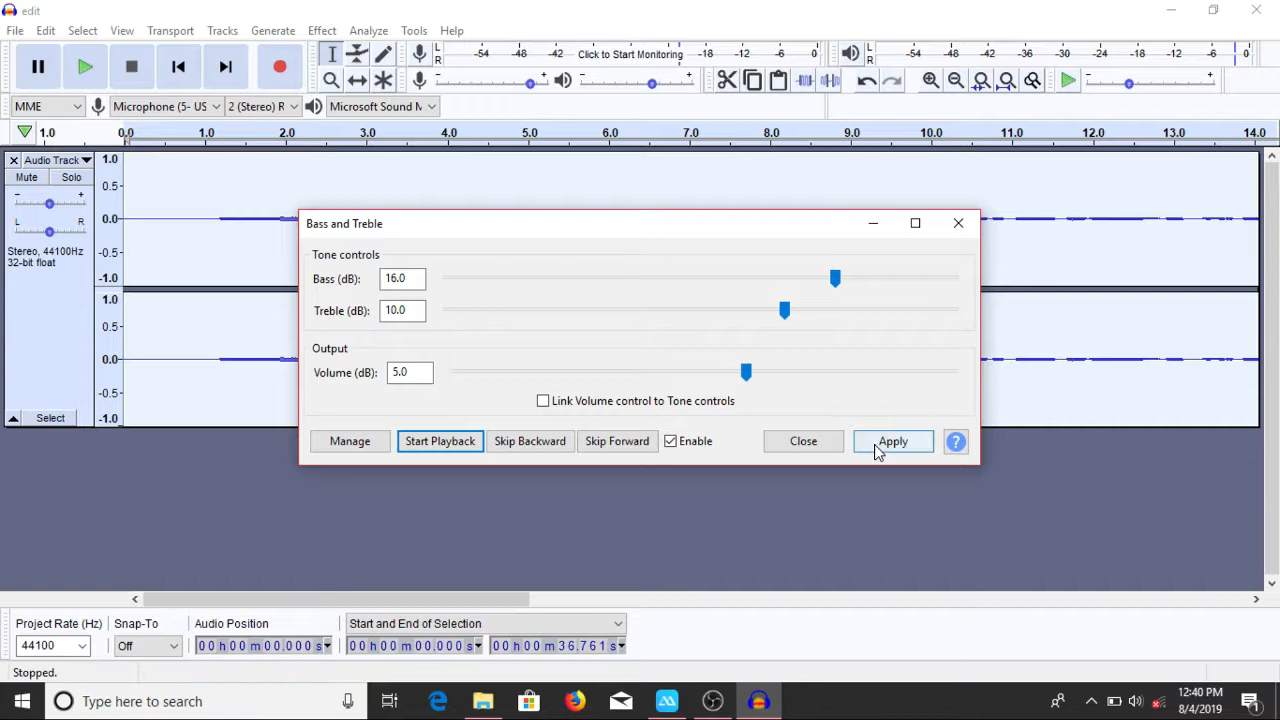 edit
File Edit Select View Transport Tracks Generate Effect Analyze Tools Help
L R -54 -48 -42 Click to Start Monitoring -18 -12 -6 0 L R -54 -48 -42 -36 -30 -24 -18 -12 -6 0
MME Microphone (5- US 2 (Stereo) R Microsoft Sound M
1.0 0.0 1.0 2.0 3.0 4.0 5.0 6.0 7.0 8.0 9.0 10.0 11.0 12.0 13.0 14.0
Audio Track 1.0
Mute Solo
0.5
- +
L R 0.0
Stereo, 44100Hz -0.5
32-bit float
-1.0
1.0
0.5
0.0
-0.5
Select -1.0
Bass and Treble
Tone controls
Bass (dB): 16.0
Treble (dB): 10.0
Output
Volume (dB): 5.0
Link Volume control to Tone controls
Manage Start Playback Skip Backward Skip Forward Enable Close Apply ?
Project Rate (Hz) Snap-To Audio Position Start and End of Selection
44100 Off 00 h 00 m 00.000 s 00 h 00 m 00.000 s 00 h 00 m 36.761 s
Stopped.
Type here to search
12:40 PM
8/4/2019
1